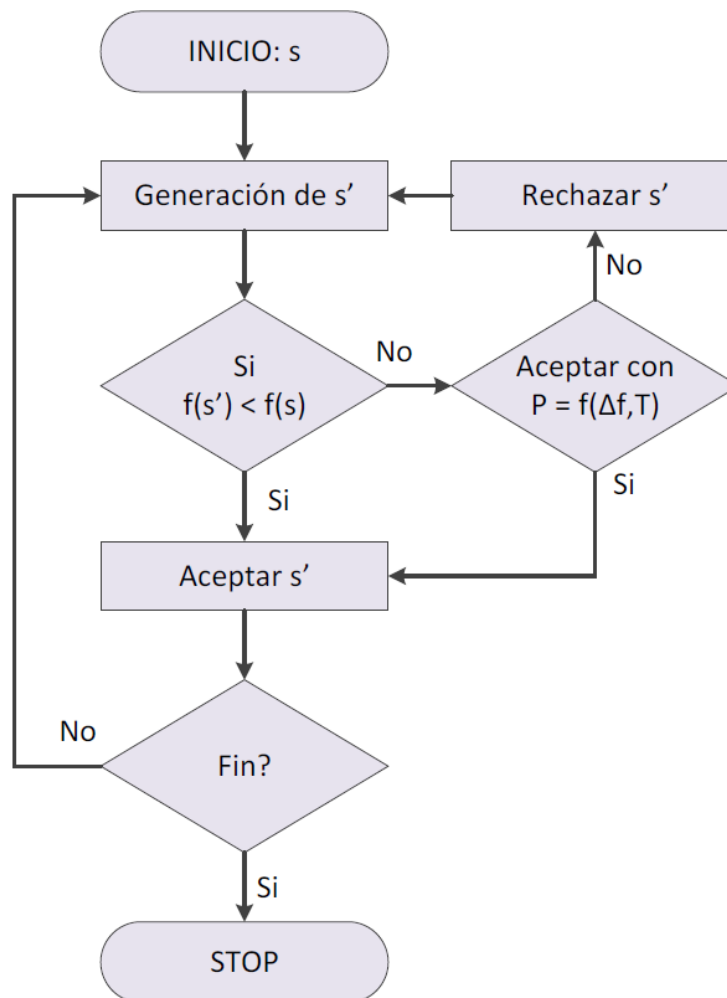 INICIO: s
Generación de s’
Rechazar s’
No
Si
f(s’) < f(s)
No
Aceptar con
P = f(Δf,T)
Si
Si
Aceptar s’
No
Fin?
Si
STOP